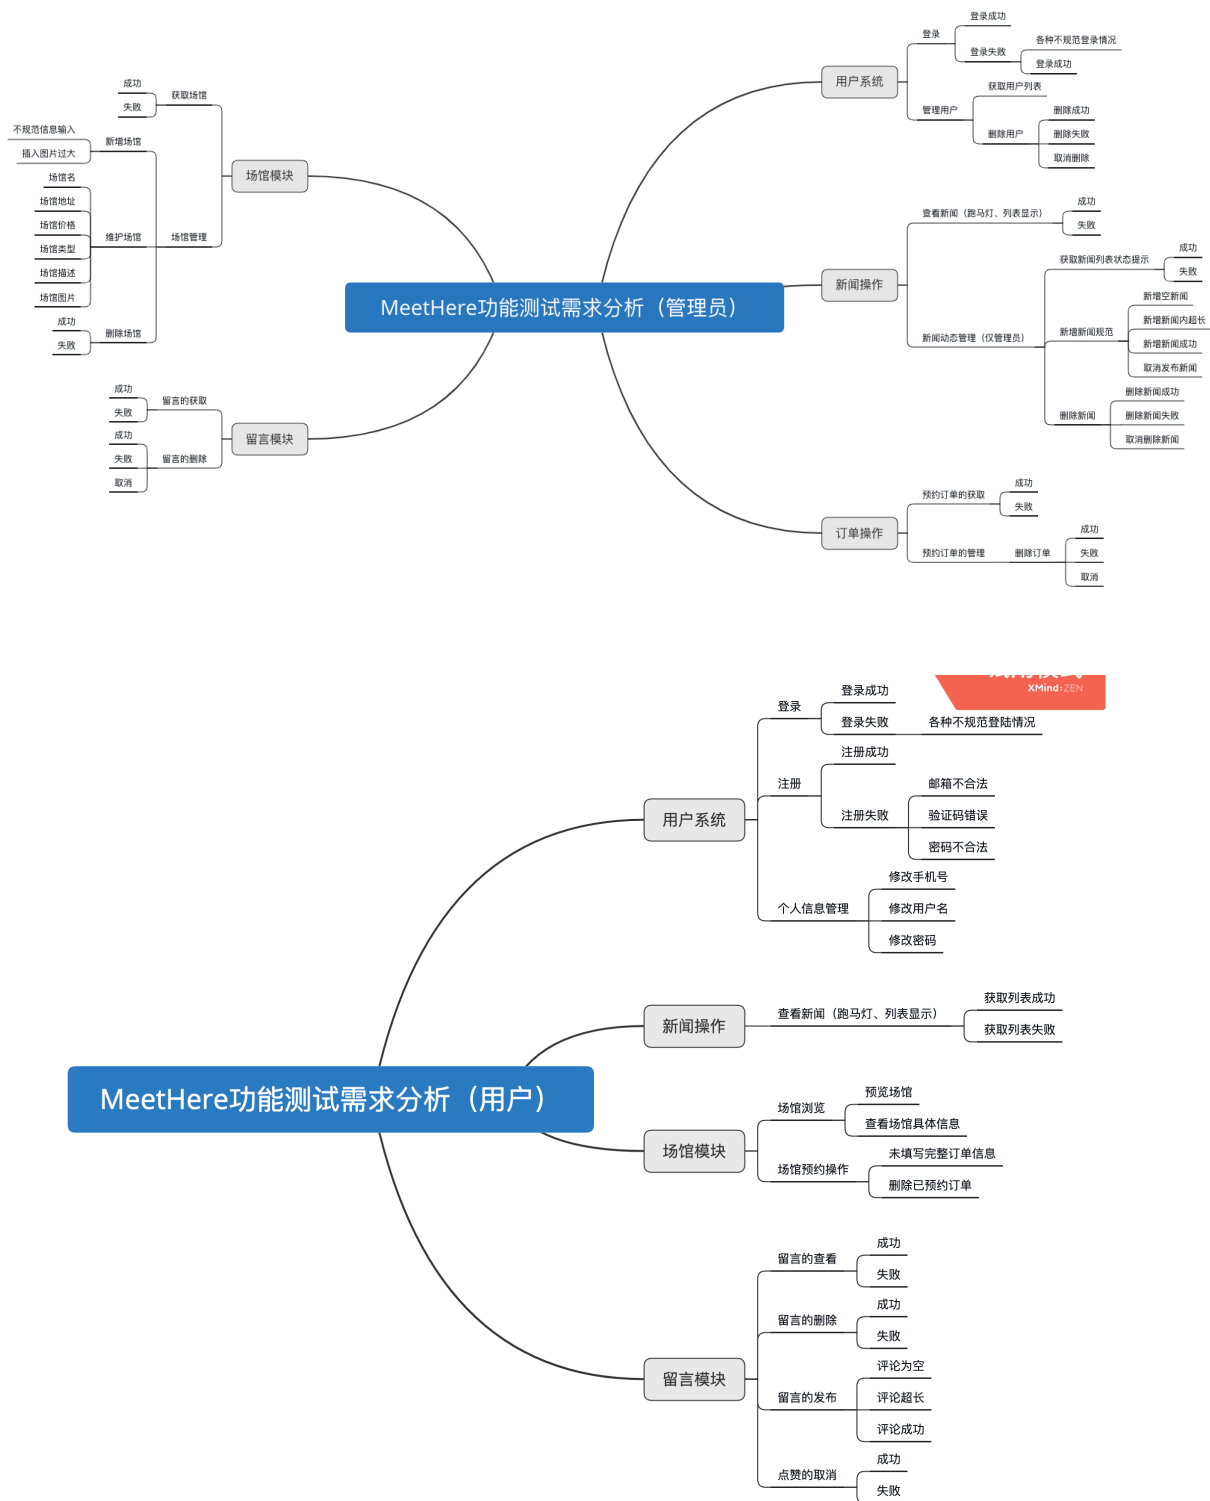 MeetHere功能测试需求分析（管理员）
用户系统
登录
登录成功
登录失败
各种不规范登录情况
登录成功
管理用户
获取用户列表
删除用户
删除成功
删除失败
取消删除
新闻操作
查看新闻（跑马灯、列表显示）
成功
失败
新闻动态管理（仅管理员）
获取新闻列表状态提示
成功
失败
新增新闻规范
新增空新闻
新增新闻内超长
新增新闻成功
取消发布新闻
删除新闻
删除新闻成功
删除新闻失败
取消删除新闻
订单操作
预约订单的获取
成功
失败
预约订单的管理
删除订单
成功
失败
取消
场馆模块
获取场馆
成功
失败
场馆管理
新增场馆
不规范信息输入
插入图片过大
维护场馆
场馆名
场馆地址
场馆价格
场馆类型
场馆描述
场馆图片
删除场馆
成功
失败
留言模块
留言的获取
成功
失败
留言的删除
成功
失败
取消
XMind:ZEN
MeetHere功能测试需求分析（用户）
用户系统
登录
登录成功
登录失败
各种不规范登陆情况
注册
注册成功
注册失败
邮箱不合法
验证码错误
密码不合法
个人信息管理
修改手机号
修改用户名
修改密码
新闻操作
查看新闻（跑马灯、列表显示）
获取列表成功
获取列表失败
场馆模块
场馆浏览
预览场馆
查看场馆具体信息
场馆预约操作
未填写完整订单信息
删除已预约订单
留言模块
留言的查看
成功
失败
留言的删除
成功
失败
留言的发布
评论为空
评论超长
评论成功
点赞的取消
成功
失败